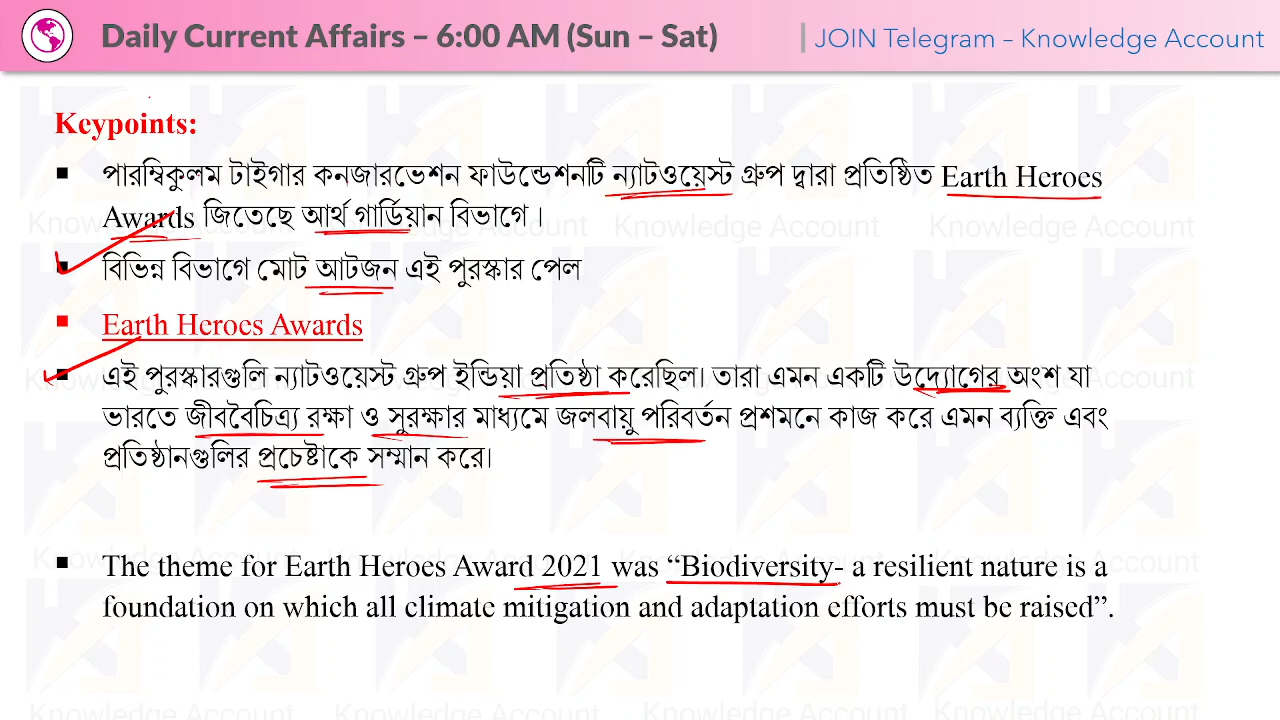 Daily Current Affairs – 6:00 AM (Sun – Sat)
JOIN Telegram – Knowledge Account
Keypoints:
পারম্বিকুলম টাইগার কনজারভেশন ফাউন্ডেশনটি ন্যাটওয়েস্ট গ্রুপ দ্বারা প্রতিষ্ঠিত Earth Heroes
Awards জিতেছে আর্থ গার্ডিয়ান বিভাগে ।
বিভিন্ন বিভাগে মোট আটজন এই পুরস্কার পেল
Earth Heroes Awards
এই পুরস্কারগুলি ন্যাটওয়েস্ট গ্রুপ ইন্ডিয়া প্রতিষ্ঠা করেছিল। তারা এমন একটি উদ্যোগের অংশ যা
ভারতে জীববৈচিত্র্য রক্ষা ও সুরক্ষার মাধ্যমে জলবায়ু পরিবর্তন প্রশমনে কাজ করে এমন ব্যক্তি এবং
প্রতিষ্ঠানগুলির প্রচেষ্টাকে সম্মান করে।
The theme for Earth Heroes Award 2021 was “Biodiversity- a resilient nature is a
foundation on which all climate mitigation and adaptation efforts must be raised”.